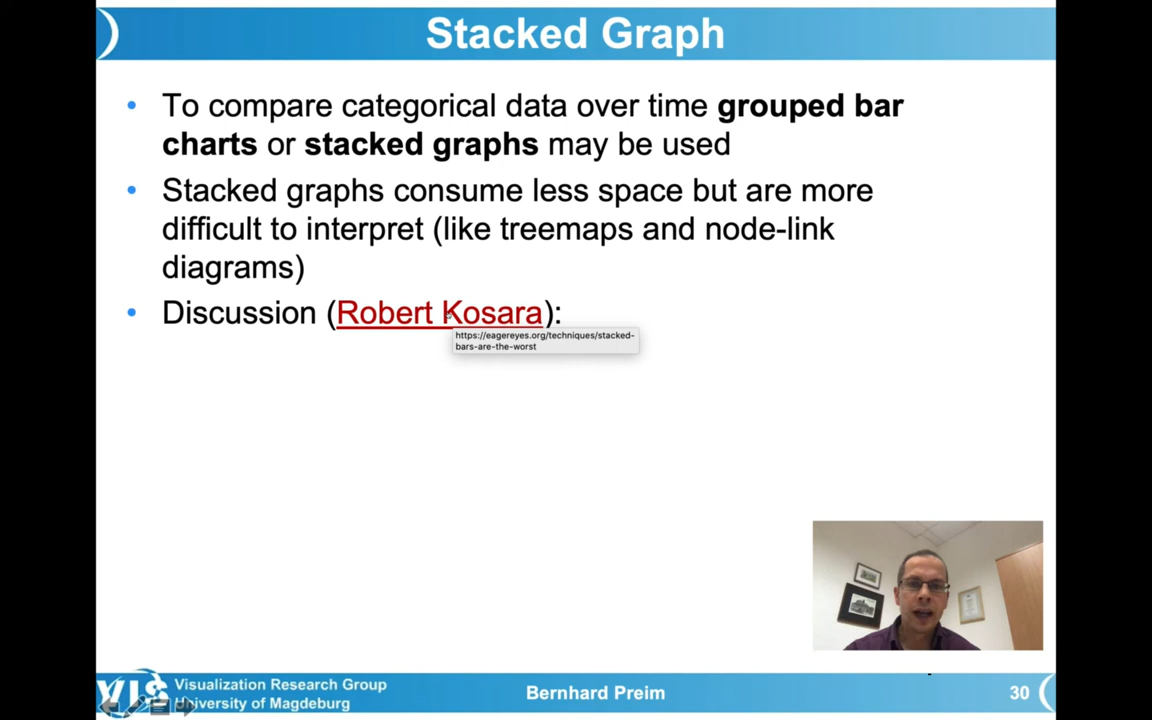 Stacked Graph
• To compare categorical data over time grouped bar
charts or stacked graphs may be used
• Stacked graphs consume less space but are more
difficult to interpret (like treemaps and node-link
diagrams)
• Discussion (Robert Kosara):
https://eagereyes.org/techniques/stacked-
bars-are-the-worst
VIS
Visualization Research Group
University of Magdeburg
Bernhard Preim
30